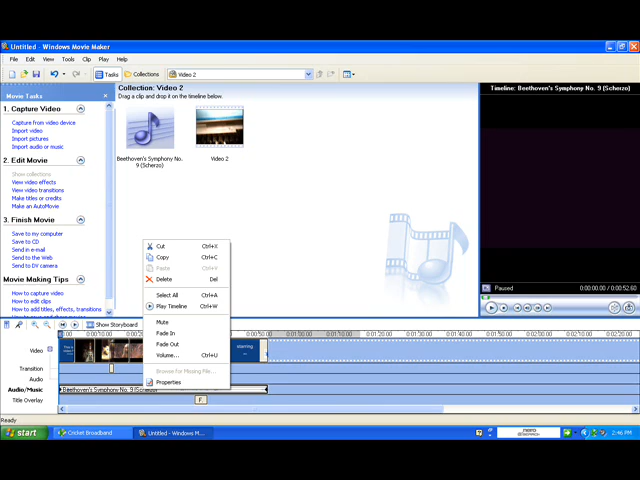 Untitled - Windows Movie Maker
File Edit View Tools Clip Play Help
Tasks Collections Video 2
Movie Tasks
1. Capture Video
Capture from video device
Import video
Import pictures
Import audio or music
2. Edit Movie
Show collections
View video effects
View video transitions
Make titles or credits
Make an AutoMovie
3. Finish Movie
Save to my computer
Save to CD
Send in e-mail
Send to the Web
Send to DV camera
Movie Making Tips
How to capture video
How to edit clips
How to add titles, effects, transitions
Collection: Video 2
Drag a clip and drop it on the timeline below.
Beethoven's Symphony No. 9 (Scherzo)
Video 2
Timeline: Beethoven's Symphony No. 9 (Scherzo)
Paused
0:00:00.00 / 0:00:52.60
Cut Ctrl+X
Copy Ctrl+C
Paste Ctrl+V
Delete Del
Select All Ctrl+A
Play Timeline Ctrl+W
Mute
Fade In
Fade Out
Volume... Ctrl+U
Browse for Missing File...
Properties
Show Storyboard
Video
Transition
Audio
Audio/Music
Title Overlay
starring
Beethoven's Symphony No. 9 (Scherzo)
F..
Ready
start
Cricket Broadband
Untitled - Windows M...
2:46 PM